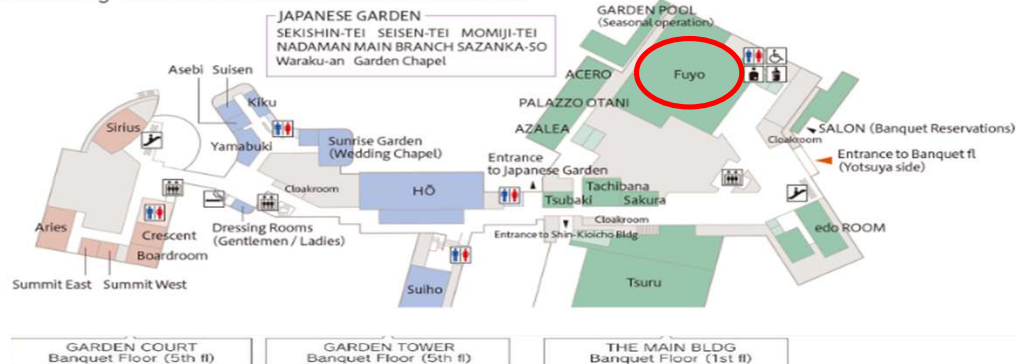 GARDEN POOL
(Seasonal operation)
JAPANESE GARDEN
SEKISHIN-TEI SEISEN-TEI MOMIJI-TEI
NADAMAN MAIN BRANCH SAZANKA-SO
Waraku-an Garden Chapel
Asebi Suisen
Kiku
Yamabuki
Sunrise Garden
(Wedding Chapel)
Sirius
Cloakroom
HŌ
Dressing Rooms
(Gentlemen / Ladies)
Aries
Crescent
Boardroom
Summit East Summit West
Suiho
ACERO
Fuyo
PALAZZO OTANI
AZALEA
Cloakroom
SALON (Banquet Reservations)
Entrance to Banquet fl
(Yotsuya side)
Entrance
to Japanese Garden
Tachibana
Tsubaki Sakura
Cloakroom
Entrance to Shin-Kioicho Bldg
edo ROOM
Tsuru
GARDEN COURT
Banquet Floor (5th fl)
GARDEN TOWER
Banquet Floor (5th fl)
THE MAIN BLDG
Banquet Floor (1st fl)